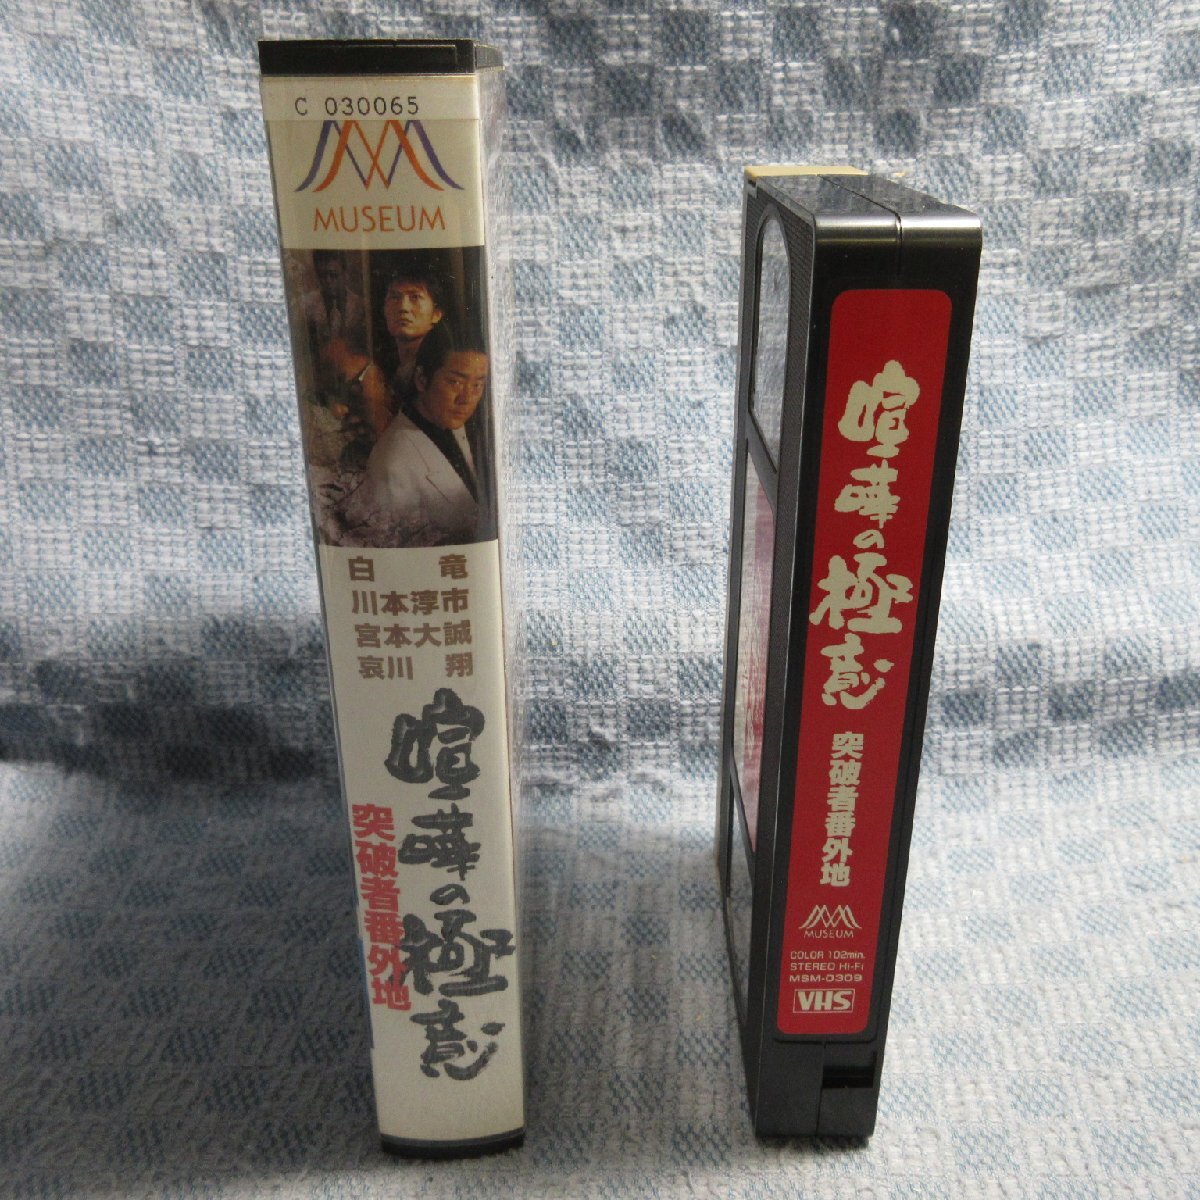 C 030065
MUSEUM
白竜
川本淳市
宮本大誠
哀川翔
喧嘩の極意
突破者番外地
喧嘩の極意
突破者番外地
MUSEUM
COLOR 102min.
STEREO Hi-Fi
MSM-0309
VHS